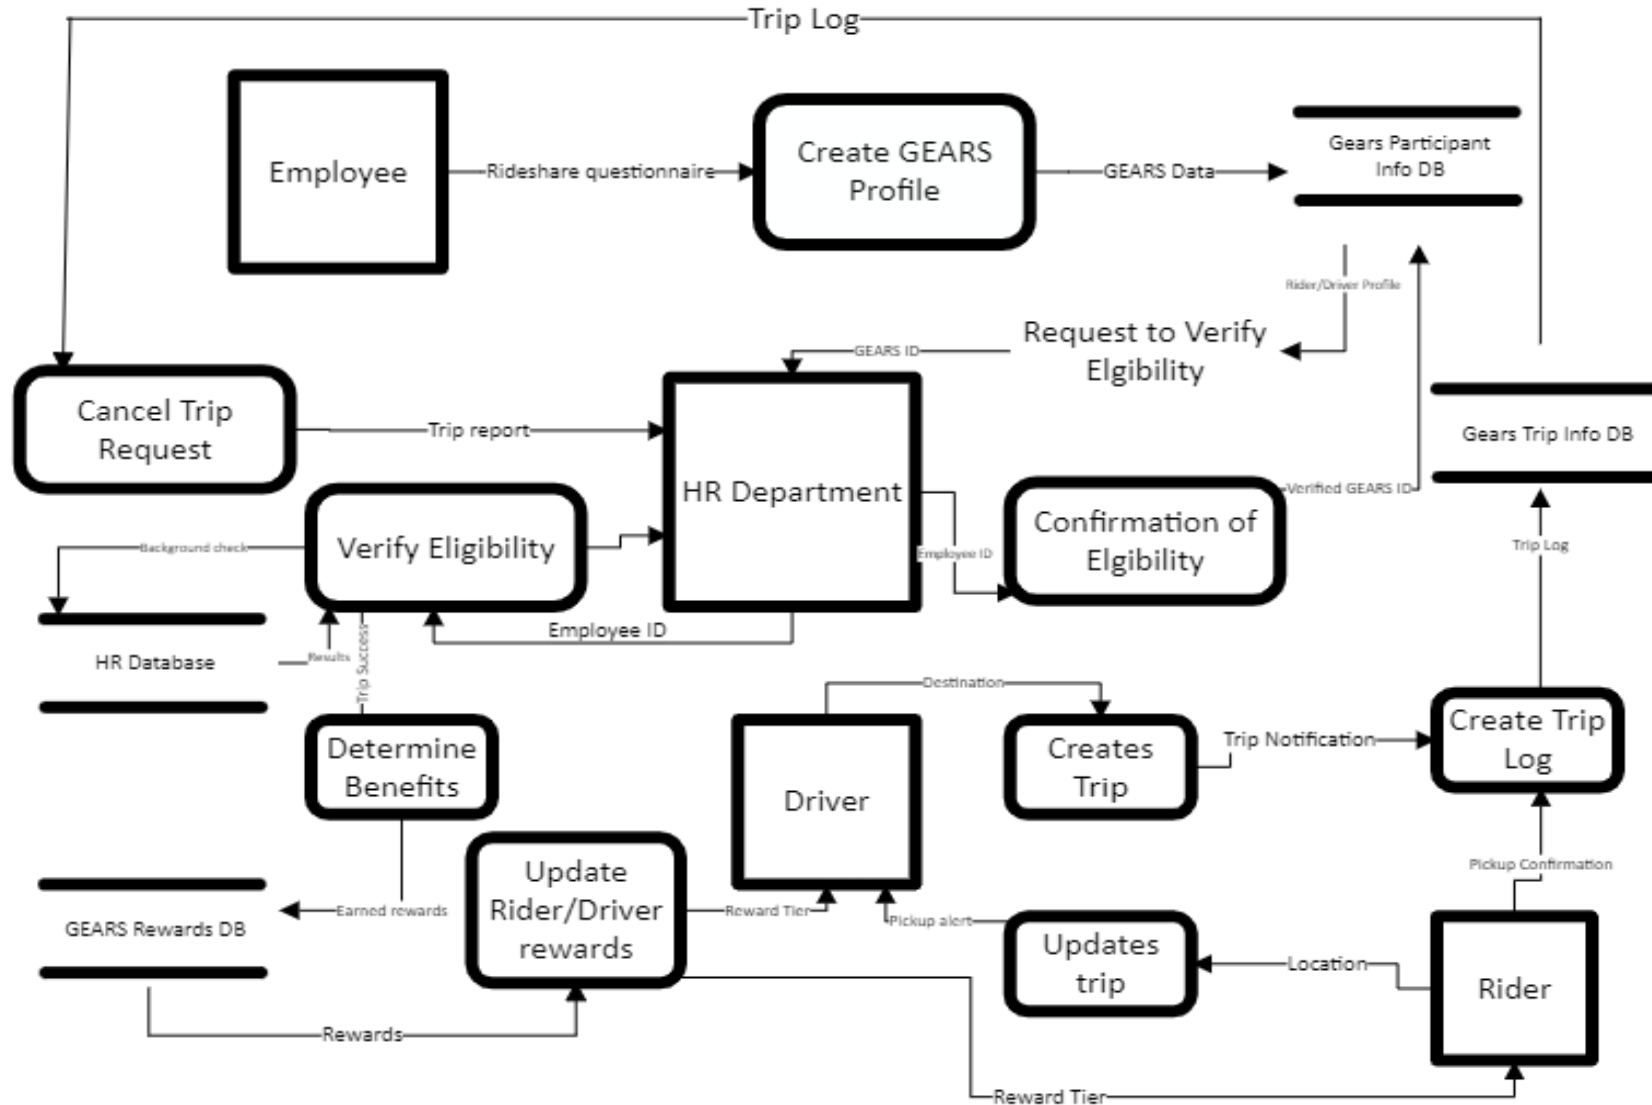 Trip Log
Employee
Rideshare questionnaire
Create GEARS
Profile
GEARS Data
Gears Participant
Info DB
Rider/Driver Profile
Request to Verify
Elgibility
GEARS ID
Cancel Trip
Request
Trip report
HR Department
Gears Trip Info DB
Verified GEARS ID
Confirmation of
Elgibility
Employee ID
Verify Eligibility
Background check
Trip Log
HR Database
Results
Trip Success
Employee ID
Destination
Determine
Benefits
Driver
Creates
Trip
Trip Notification
Create Trip
Log
Pickup Confirmation
Update
Rider/Driver
rewards
Earned rewards
GEARS Rewards DB
Reward Tier
Pickup alert
Updates
trip
Location
Rider
Rewards
Reward Tier